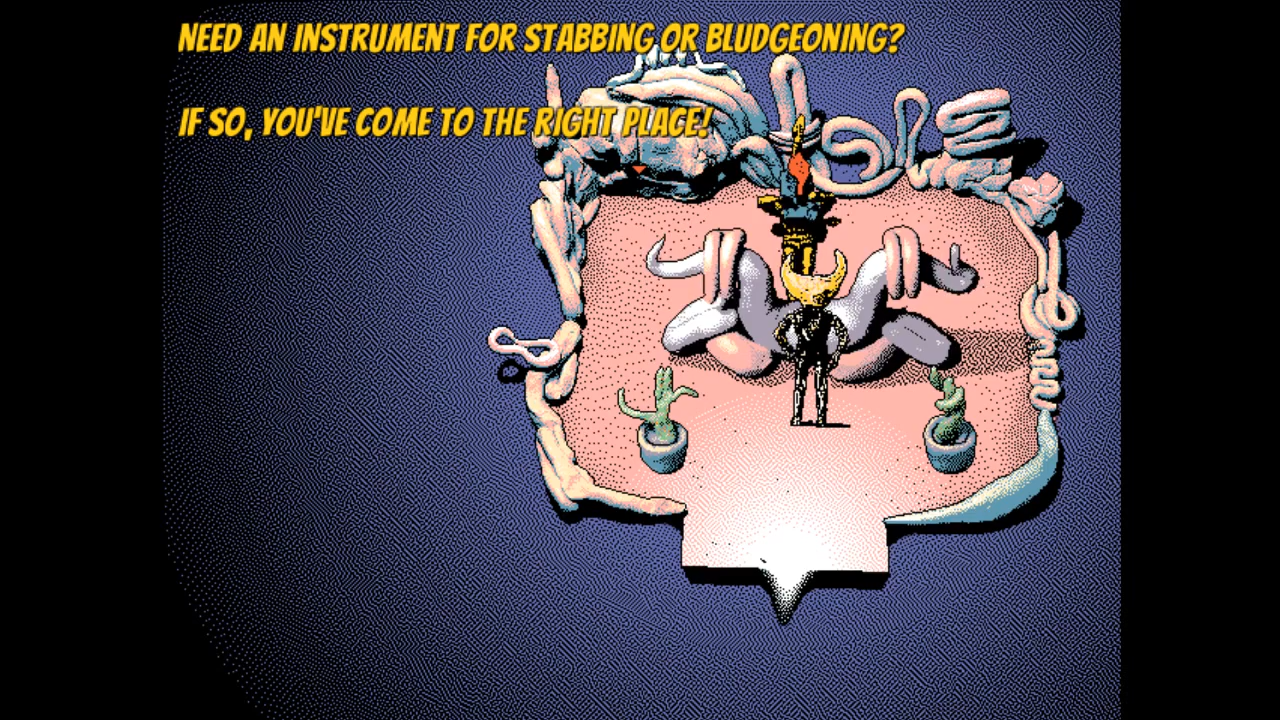 NEED AN INSTRUMENT FOR STABBING OR BLUDGEONING?
IF SO, YOU'VE COME TO THE RIGHT PLACE!